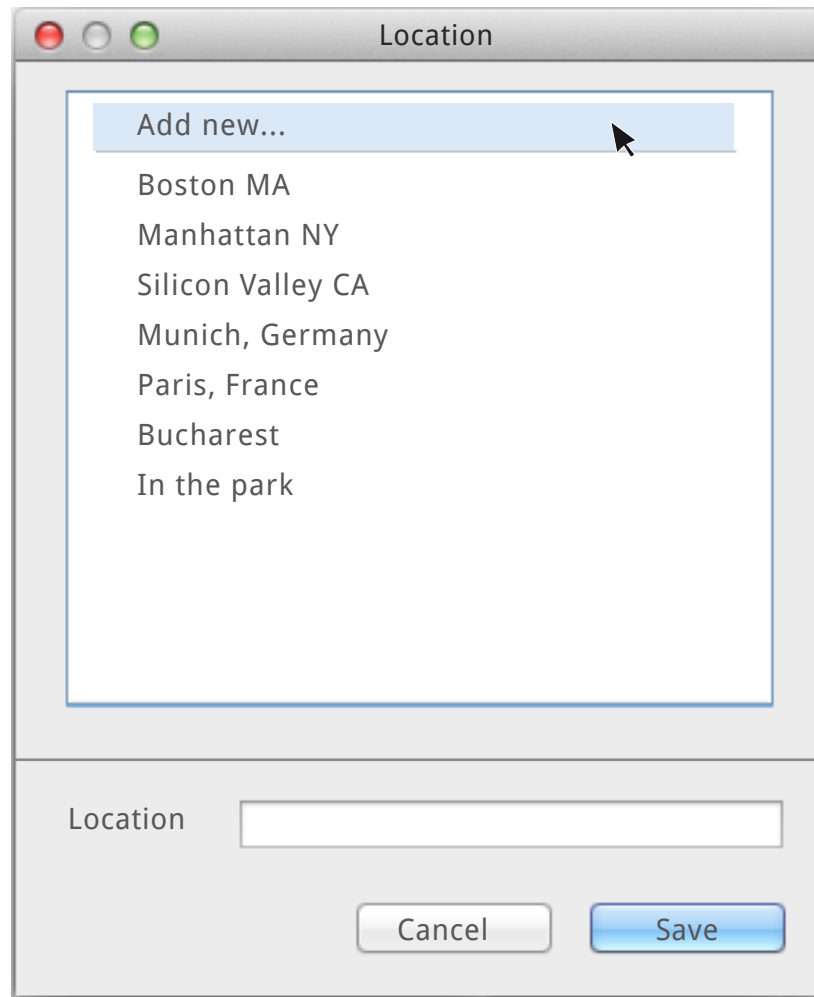 Location
Add new...
Boston MA
Manhattan NY
Silicon Valley CA
Munich, Germany
Paris, France
Bucharest
In the park
Location
Cancel Save